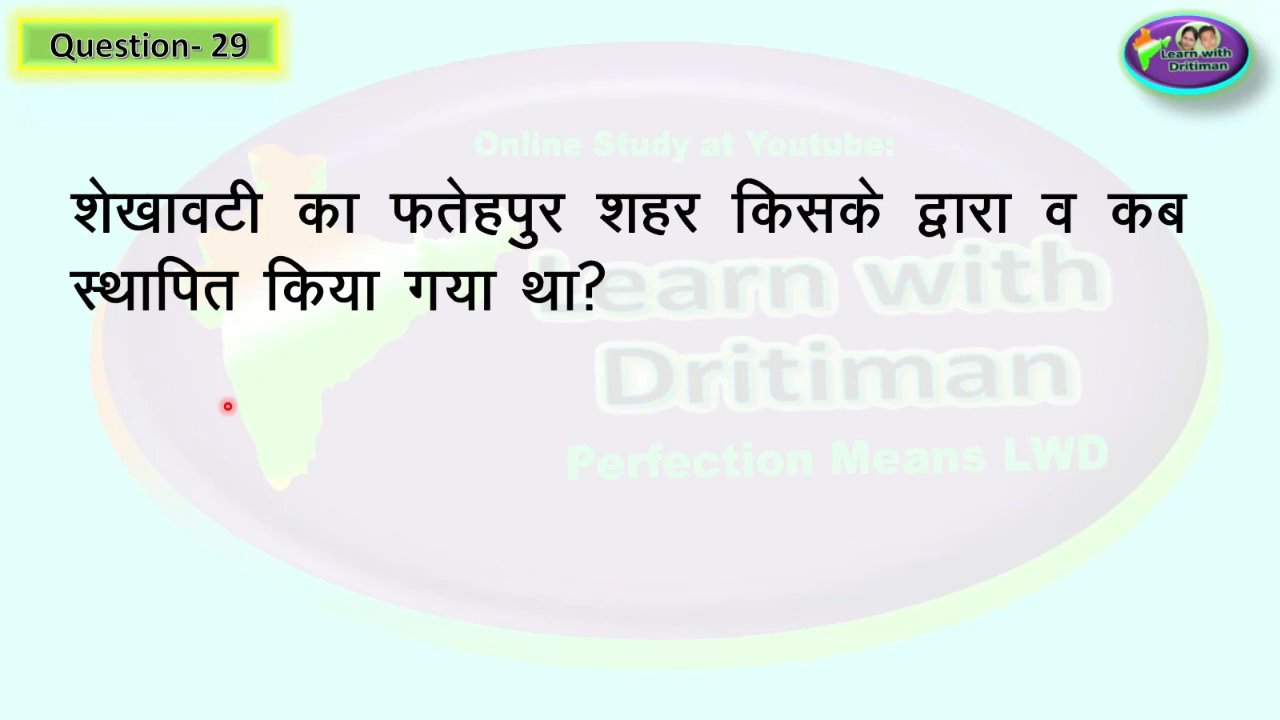 Question- 29
Learn with
Dritiman
Online Study at Youtube:
शेखावटी का फतेहपुर शहर किसके द्वारा व कब
स्थापित किया गया था?
Learn with
Dritiman
Perfection Means LWD